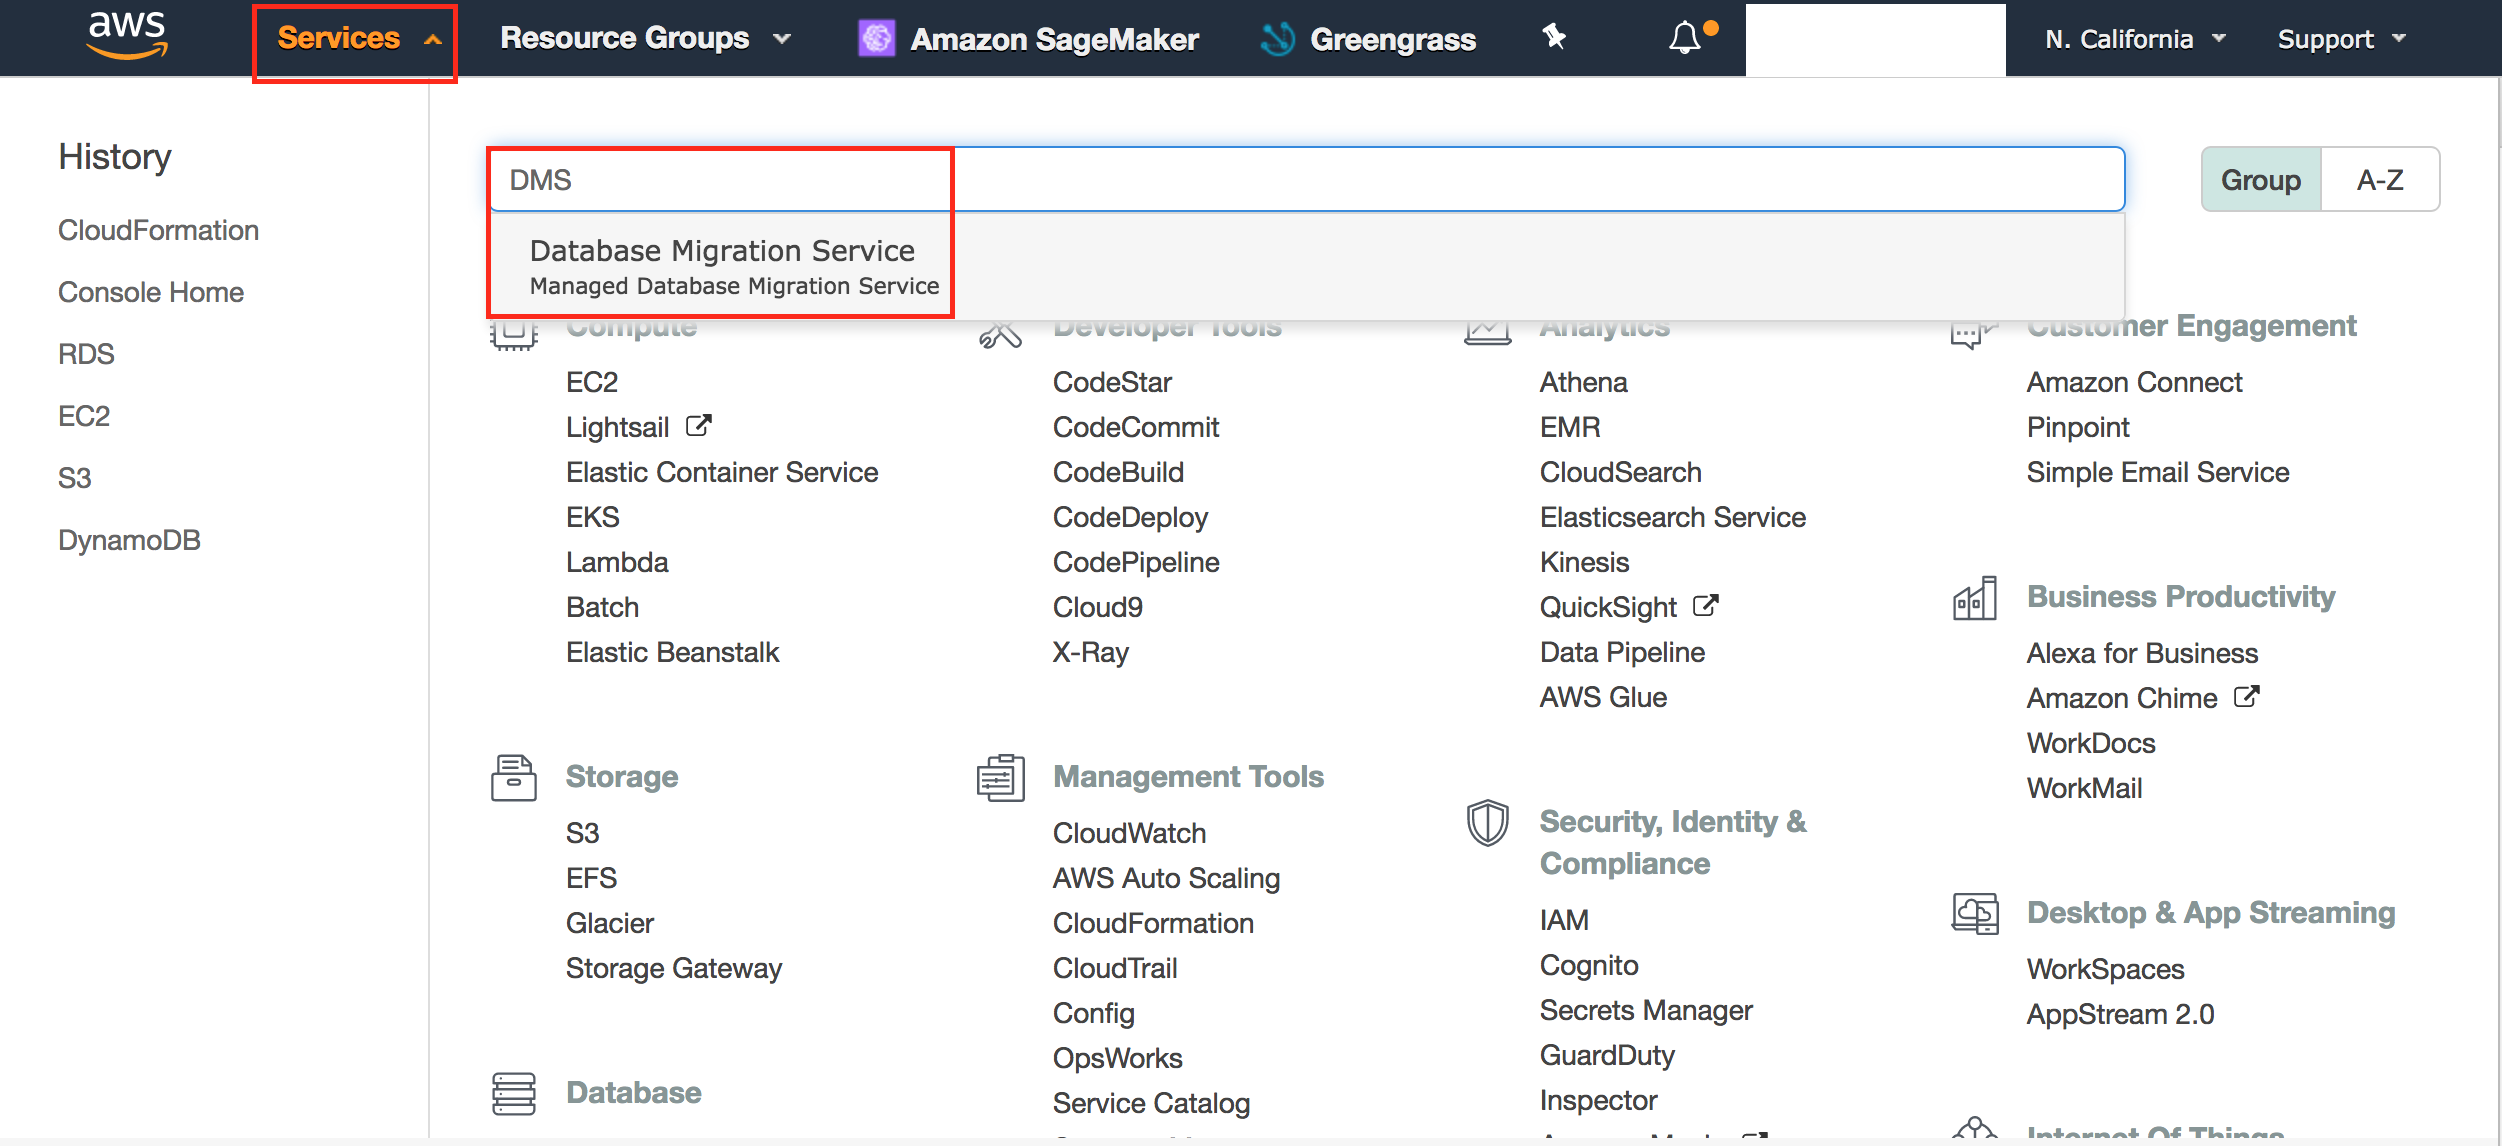 aws
Services
Resource Groups
Amazon SageMaker
Greengrass
N. California
Support
History
CloudFormation
Console Home
RDS
EC2
S3
DynamoDB
DMS
Database Migration Service
Managed Database Migration Service
Group
A-Z
Compute
EC2
Lightsail
Elastic Container Service
EKS
Lambda
Batch
Elastic Beanstalk
Storage
S3
EFS
Glacier
Storage Gateway
Database
Developer Tools
CodeStar
CodeCommit
CodeBuild
CodeDeploy
CodePipeline
Cloud9
X-Ray
Management Tools
CloudWatch
AWS Auto Scaling
CloudFormation
CloudTrail
Config
OpsWorks
Service Catalog
Analytics
Athena
EMR
CloudSearch
Elasticsearch Service
Kinesis
QuickSight
Data Pipeline
AWS Glue
Security, Identity &
Compliance
IAM
Cognito
Secrets Manager
GuardDuty
Inspector
Customer Engagement
Amazon Connect
Pinpoint
Simple Email Service
Business Productivity
Alexa for Business
Amazon Chime
WorkDocs
WorkMail
Desktop & App Streaming
WorkSpaces
AppStream 2.0
Internet Of Things